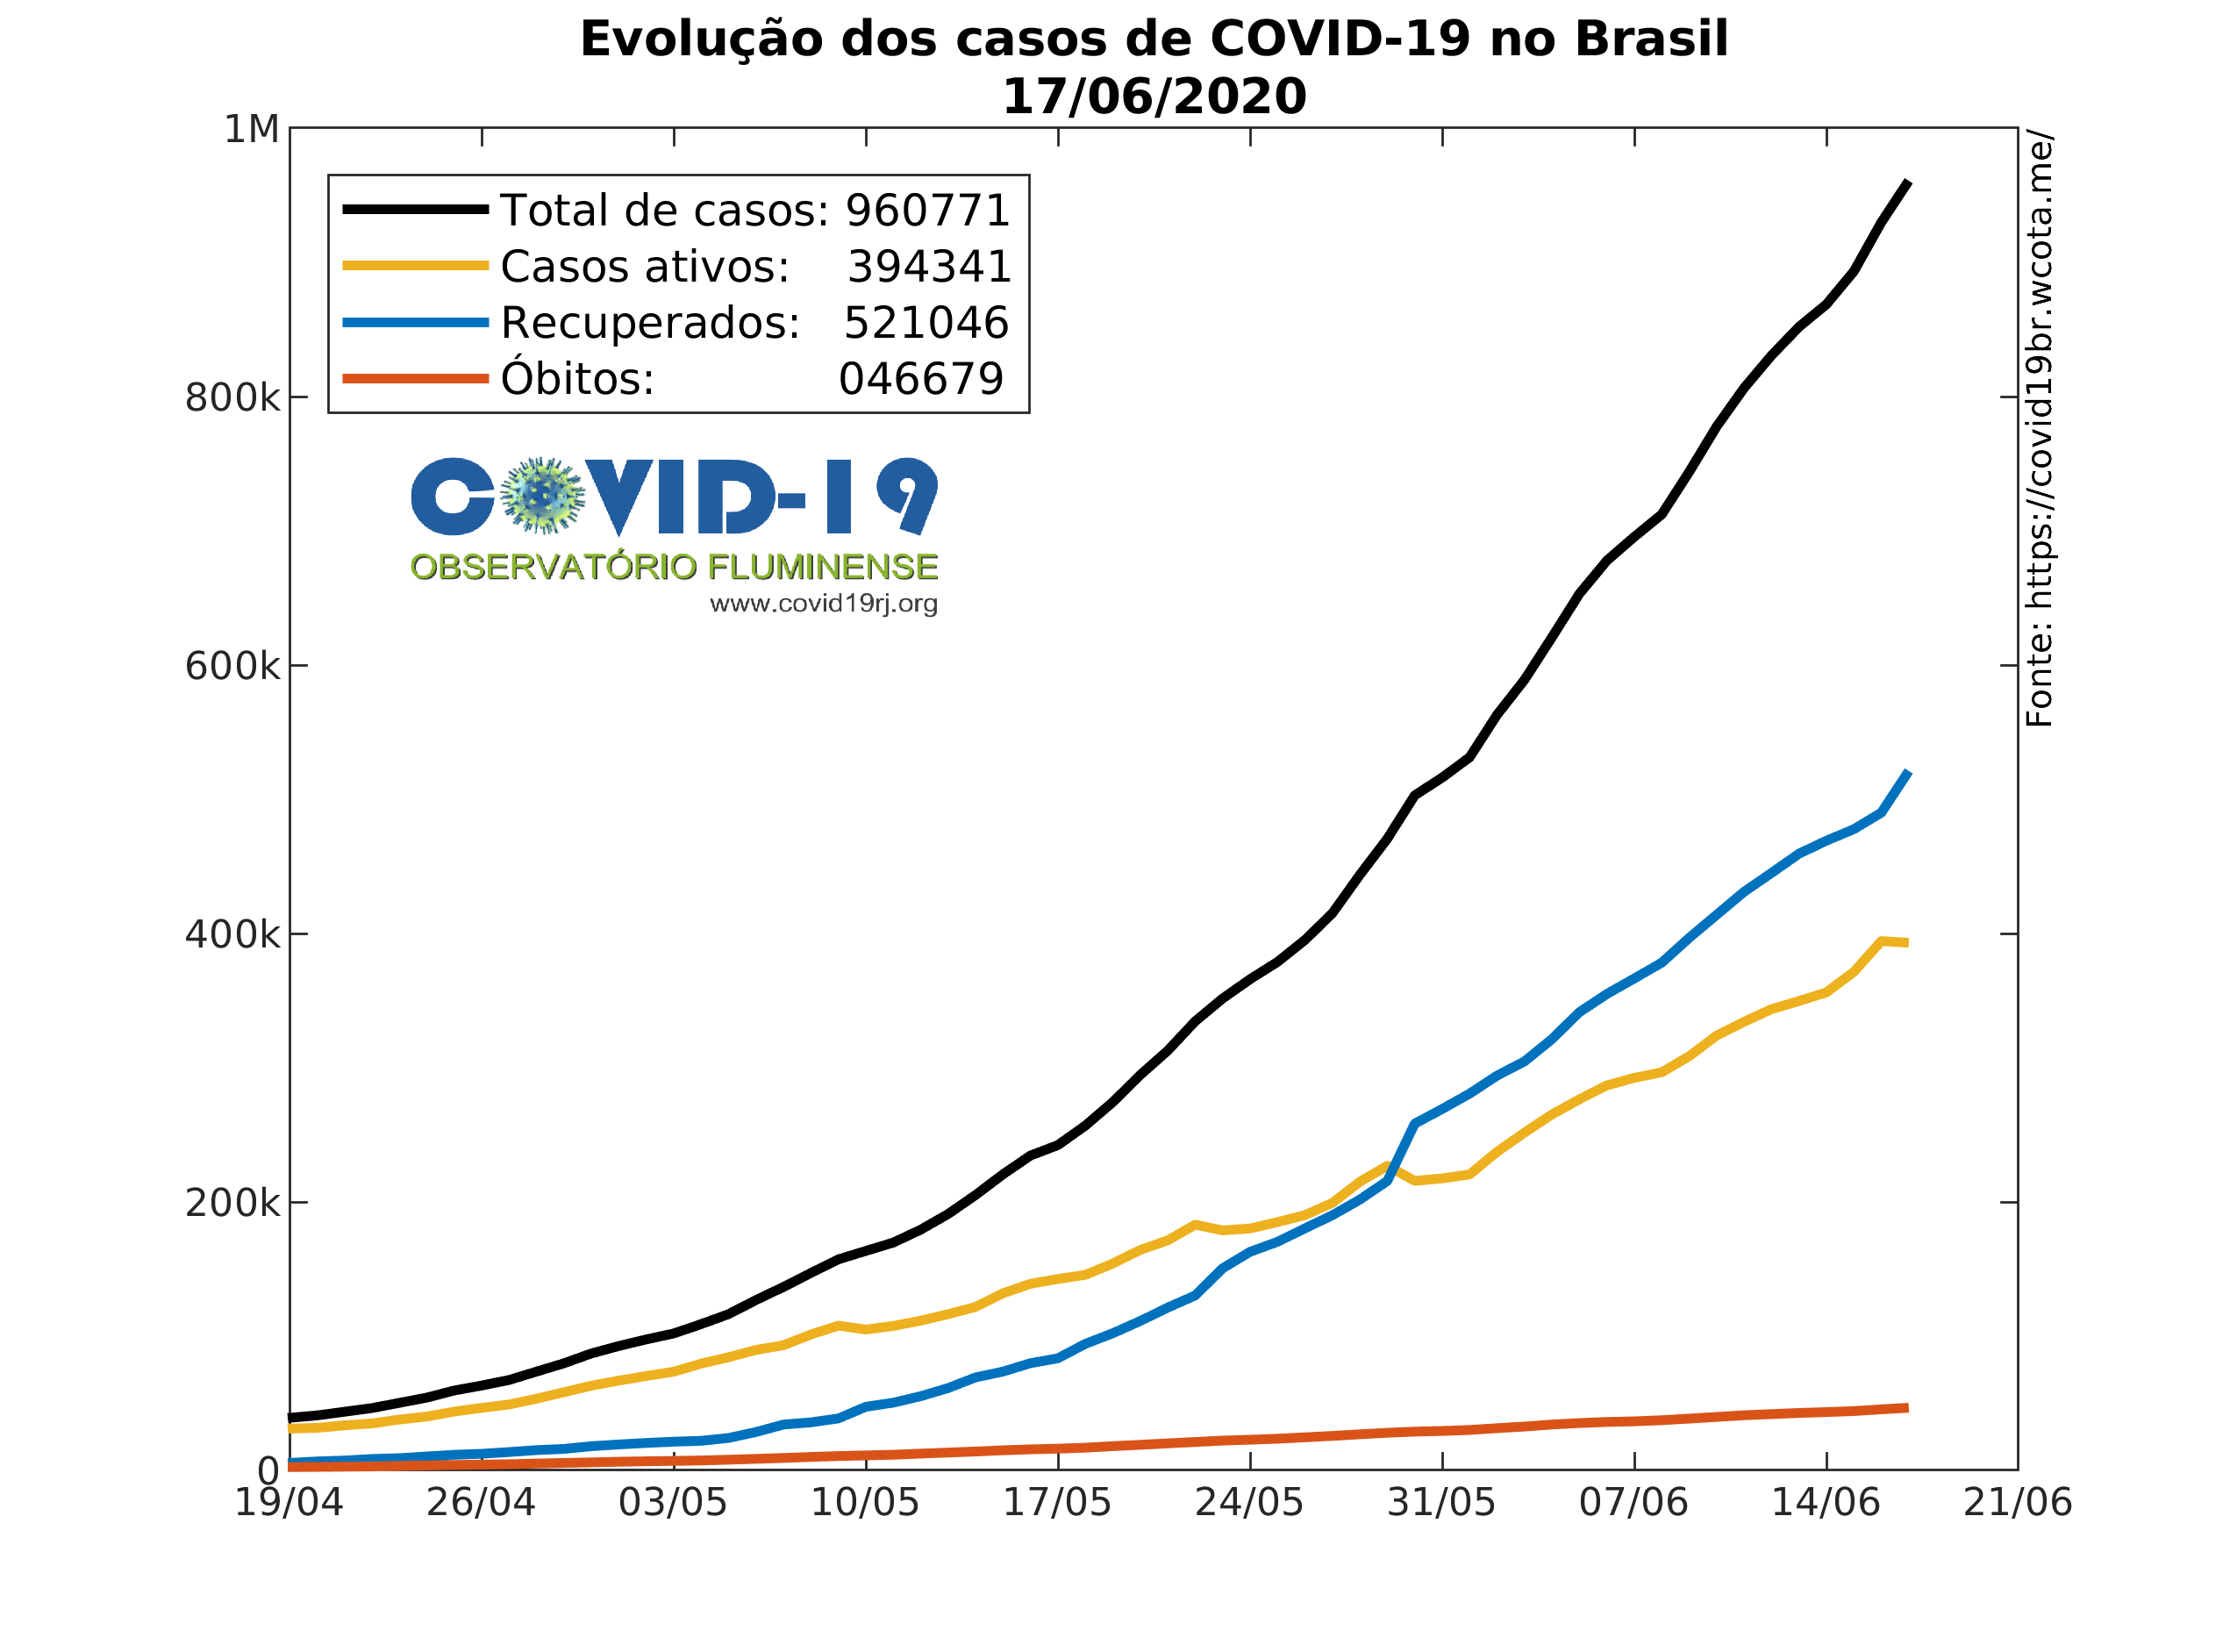 Evolução dos casos de COVID-19 no Brasil
17/06/2020
1M
800k
600k
400k
200k
0
Total de casos: 960771
Casos ativos: 394341
Recuperados: 521046
Óbitos: 046679
COVID-19
OBSERVATÓRIO FLUMINENSE
www.covid19rj.org
Fonte: https://covid19br.wcota.me/
19/04 26/04 03/05 10/05 17/05 24/05 31/05 07/06 14/06 21/06